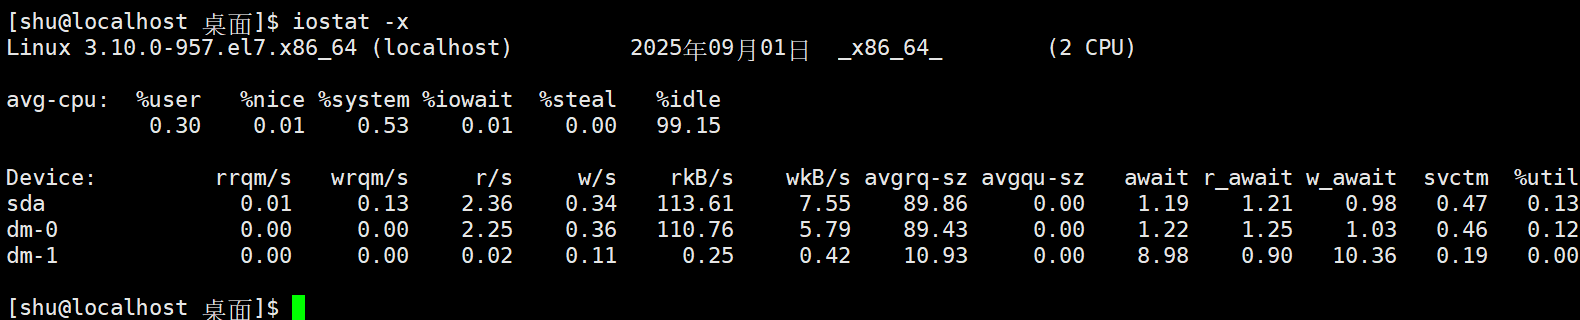 [shu@localhost 桌面]$ iostat -x
Linux 3.10.0-957.el7.x86_64 (localhost)         2025年09月01日  _x86_64_        (2 CPU)
avg-cpu:  %user   %nice %system %iowait  %steal   %idle
           0.30    0.01    0.53    0.01    0.00   99.15
Device:         rrqm/s   wrqm/s     r/s     w/s    rkB/s    wkB/s avgrq-sz avgqu-sz   await r_await w_await  svctm  %util
sda               0.01     0.13    2.36    0.34   113.61     7.55    89.86     0.00    1.19    1.21    0.98   0.47   0.13
dm-0              0.00     0.00    2.25    0.36   110.76     5.79    89.43     0.00    1.22    1.25    1.03   0.46   0.12
dm-1              0.00     0.00    0.02    0.11     0.25     0.42    10.93     0.00    8.98    0.90   10.36   0.19   0.00
[shu@localhost 桌面]$